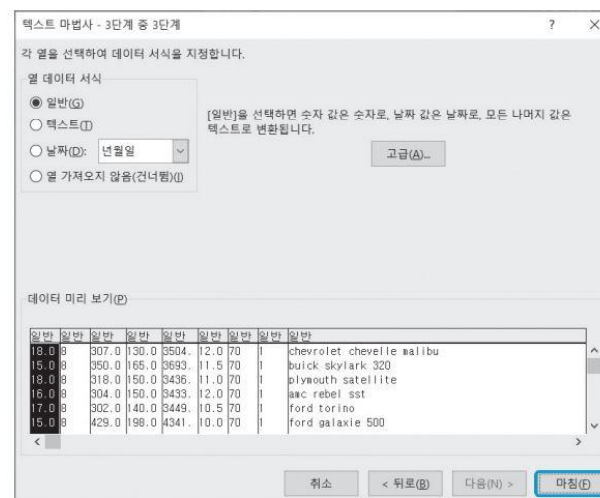 텍스트 마법사 - 3단계 중 3단계 ? ×
각 열을 선택하여 데이터 서식을 지정합니다.
열 데이터 서식
일반(G)
텍스트(T)
날짜(D): 년월일
열 가져오지 않음(건너뜀)(I)
[일반]을 선택하면 숫자 값은 숫자로, 날짜 값은 날짜로, 모든 나머지 값은
텍스트로 변환됩니다.
고급(A)...
데이터 미리 보기(P)
일반 일반 일반 일반 일반 일반 일반 일반 일반
18.0 8 307.0 130.0 3504. 12.0 70 1 chevrolet chevelle malibu
15.0 8 350.0 165.0 3693. 11.5 70 1 buick skylark 320
18.0 8 318.0 150.0 3436. 11.0 70 1 plymouth satellite
16.0 8 304.0 150.0 3433. 12.0 70 1 amc rebel sst
17.0 8 302.0 140.0 3449. 10.5 70 1 ford torino
15.0 8 429.0 198.0 4341. 10.0 70 1 ford galaxie 500
취소 < 뒤로(B) 다음(N) > 마침(F)